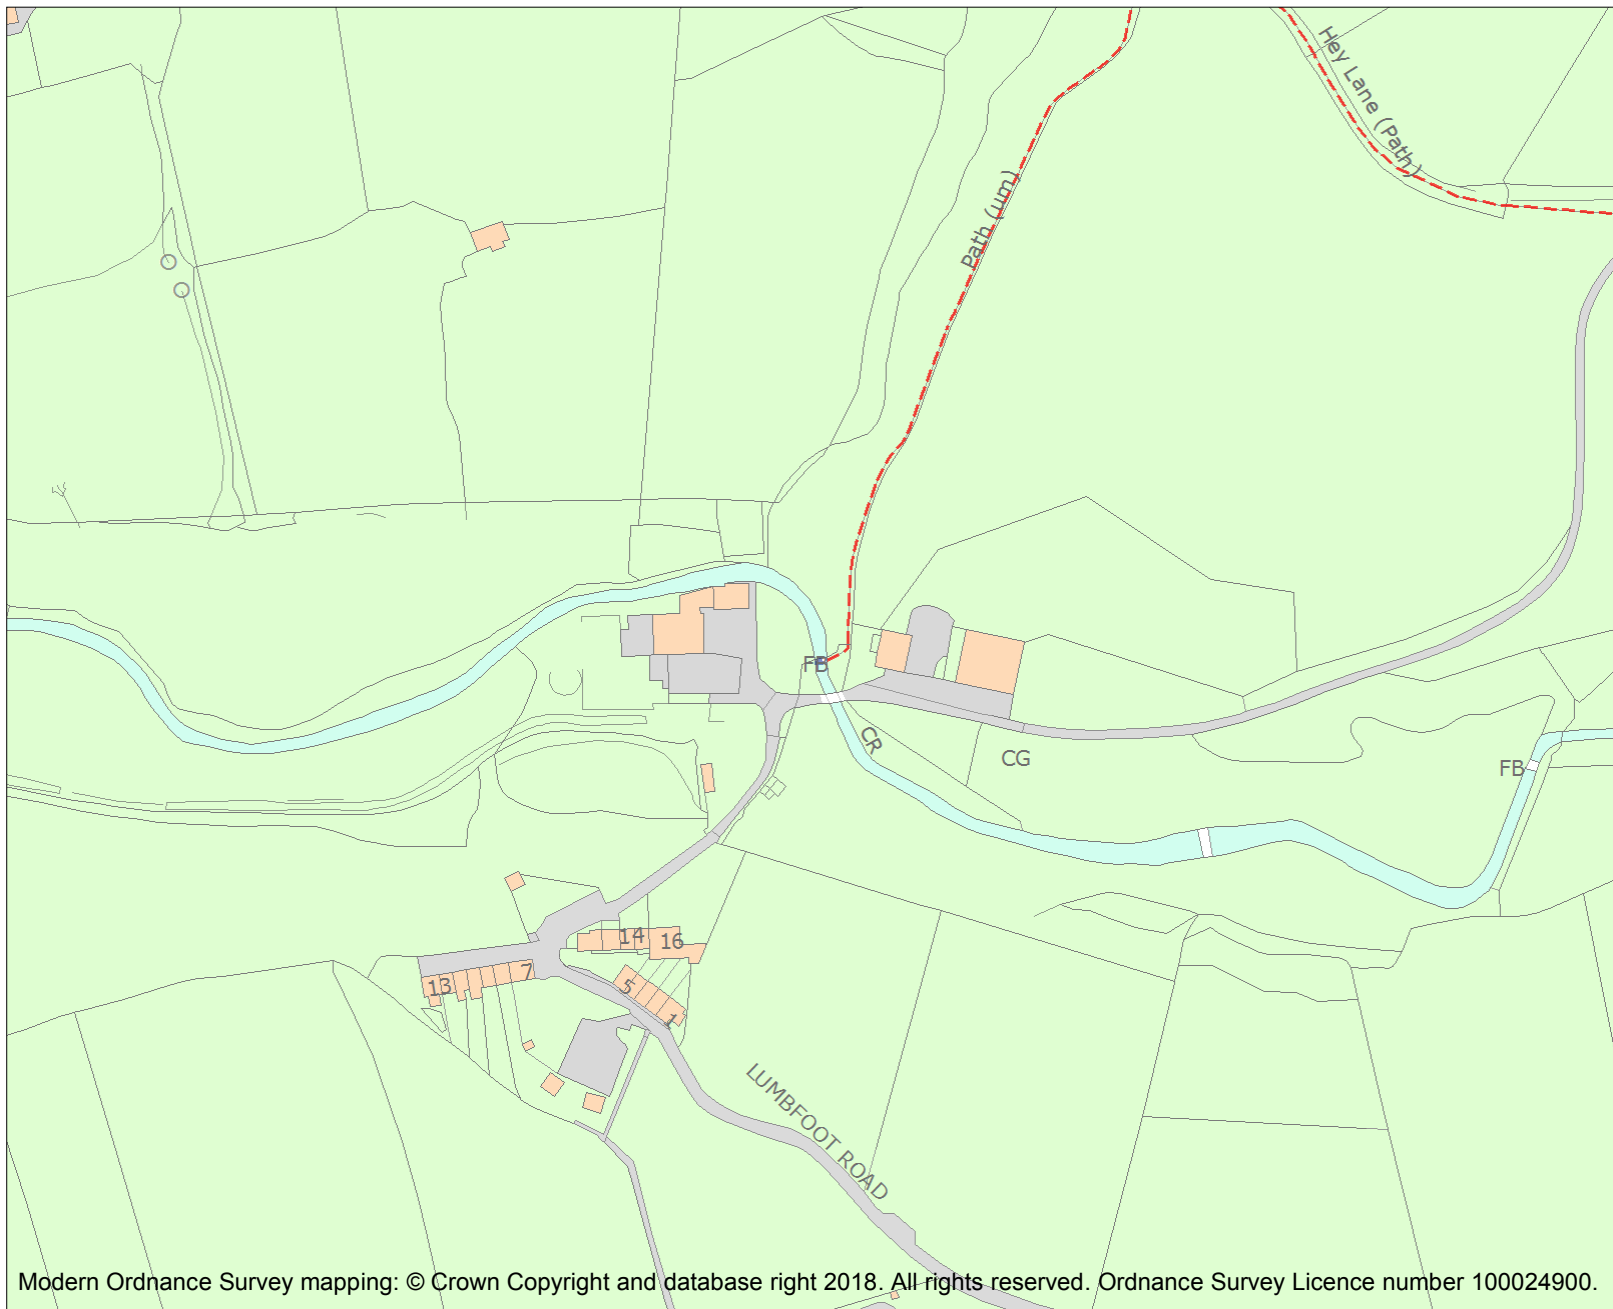 Hey Lane (Path)
Path (um)
FB
CR
CG
FB
14
16
7
13
5
1
LUMBFOOT ROAD
Modern Ordnance Survey mapping: © Crown Copyright and database right 2018. All rights reserved. Ordnance Survey Licence number 100024900.